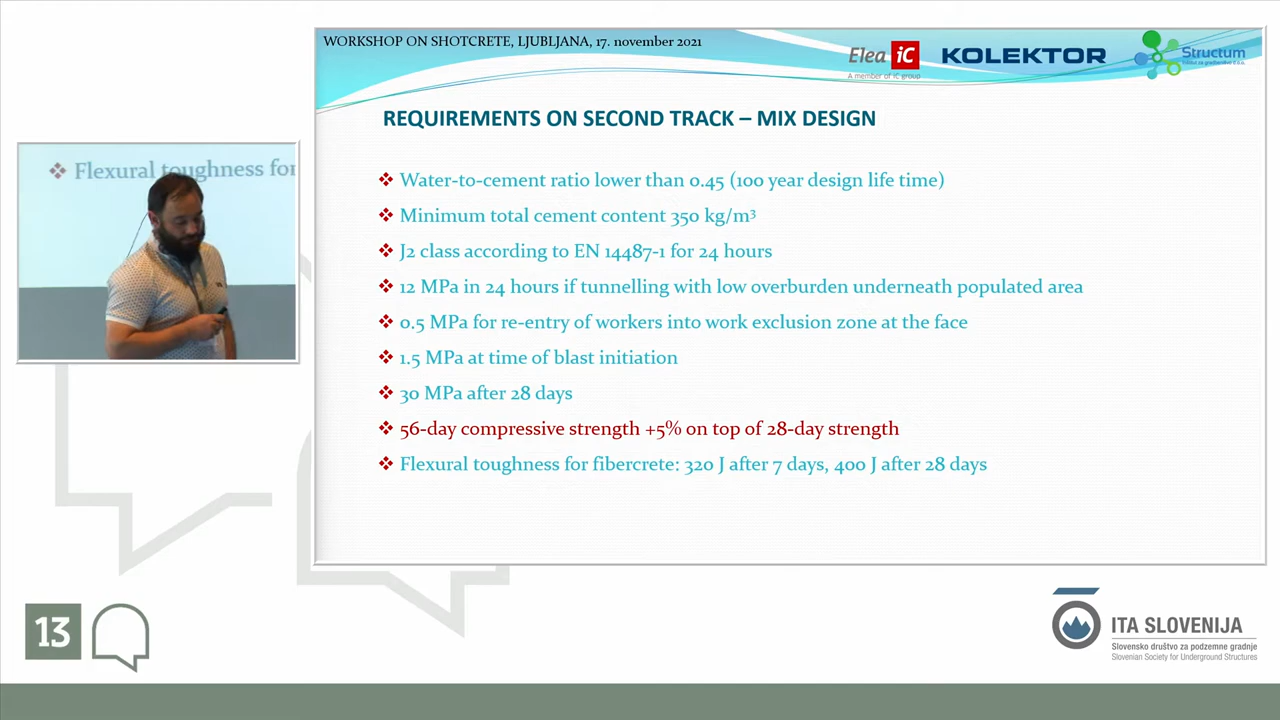 WORKSHOP ON SHOTCRETE, LJUBLJANA, 17. november 2021
Elea iC
A member of iC group
KOLEKTOR
Structum
REQUIREMENTS ON SECOND TRACK – MIX DESIGN
Water-to-cement ratio lower than 0.45 (100 year design life time)
Minimum total cement content 350 kg/m³
J2 class according to EN 14487-1 for 24 hours
12 MPa in 24 hours if tunnelling with low overburden underneath populated area
0.5 MPa for re-entry of workers into work exclusion zone at the face
1.5 MPa at time of blast initiation
30 MPa after 28 days
56-day compressive strength +5% on top of 28-day strength
Flexural toughness for fibercrete: 320 J after 7 days, 400 J after 28 days
Flexural toughness for
13
ITA SLOVENIJA
Slovensko društvo za podzemne gradnje
Slovenian Society for Underground Structures